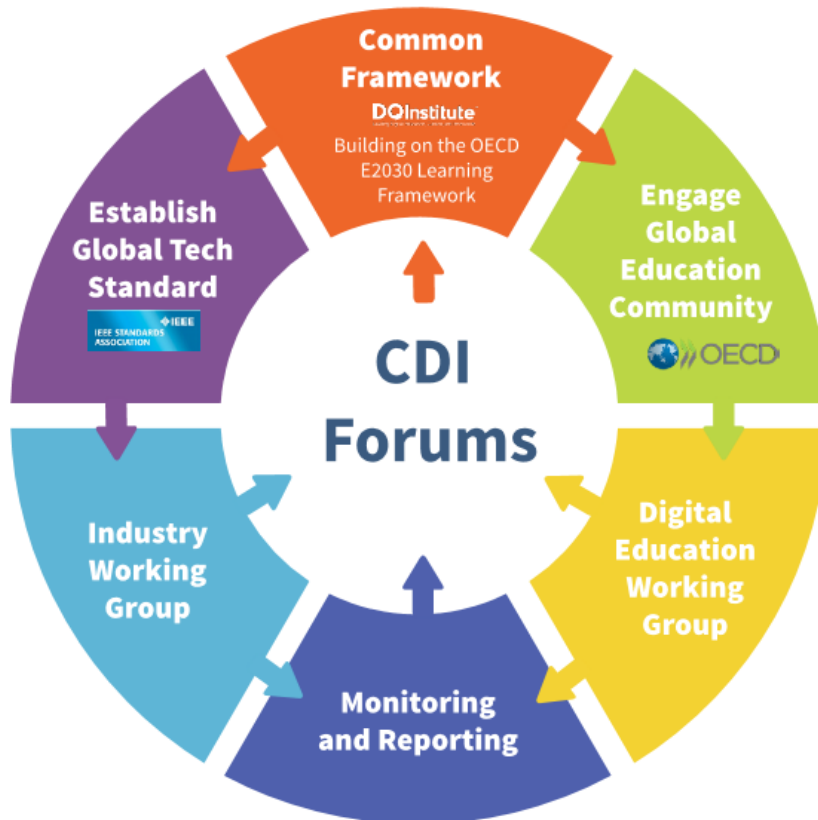 Common
Framework
DQInstitute
Building on the OECD
E2030 Learning
Framework
Establish
Global Tech
Standard
IEEE
IEEE STANDARDS
ASSOCIATION
Engage
Global
Education
Community
OECD
CDI
Forums
Industry
Working
Group
Digital
Education
Working
Group
Monitoring
and Reporting